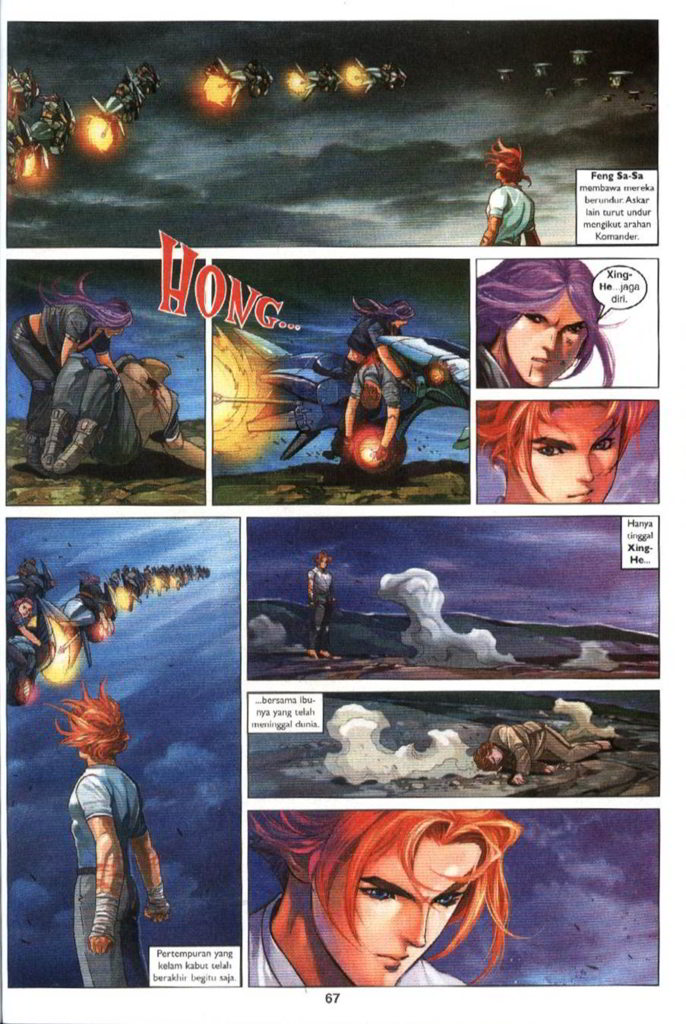 Feng Sa-Sa
membawa mereka
berundur. Askar
lain turut undur
mengikut arahan
Komander.
HONG...
Xing-
He...jaga
diri.
Hanya
tinggal
Xing-
He...
...bersama ibu-
nya yang telah
meninggal dunia.
Pertempuran yang
kelam kabut telah
berakhir begitu saja.
67